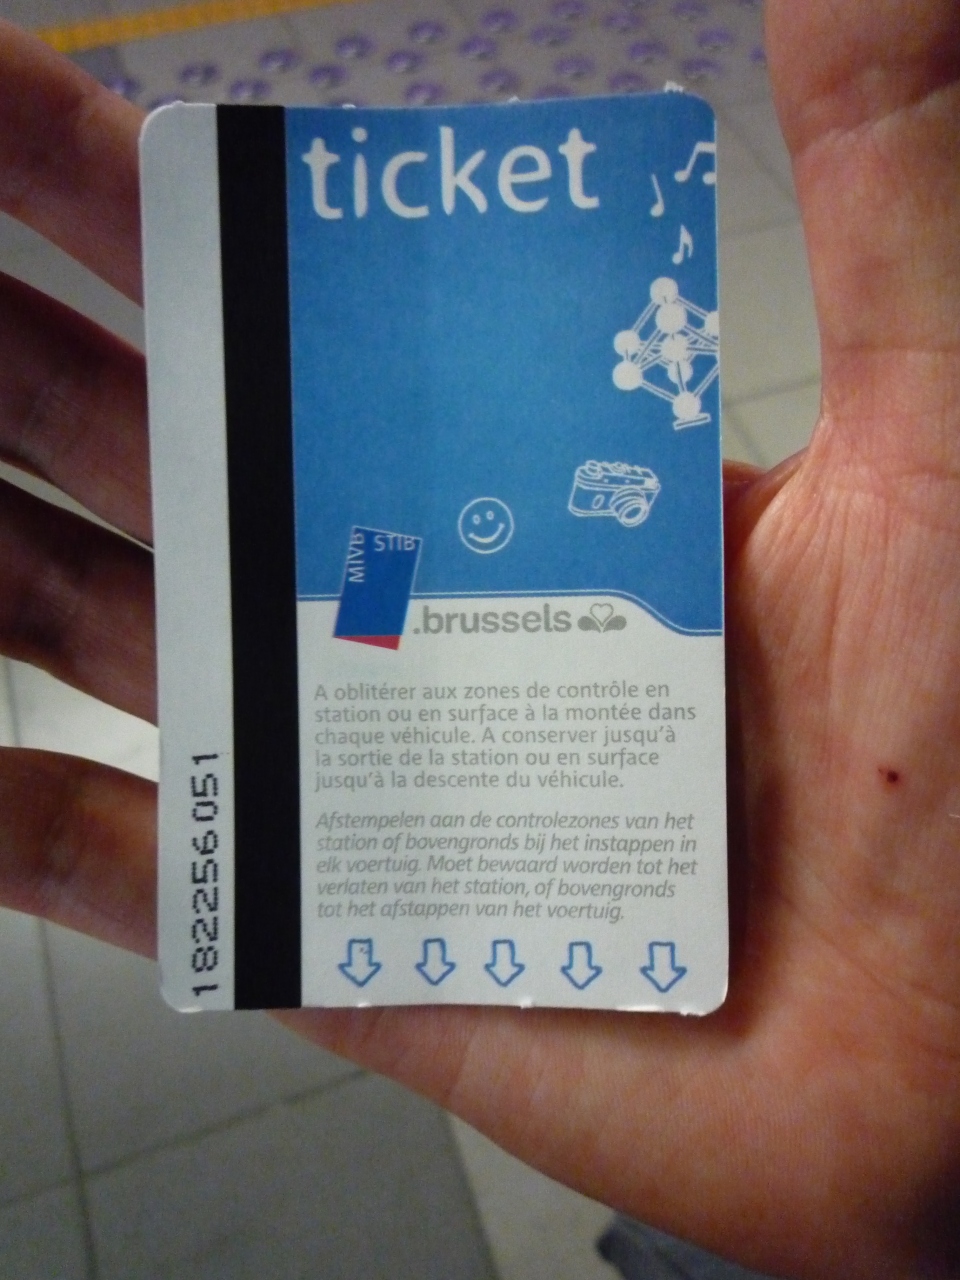 ticket
MIVB
STIB
.brussels
A oblitérer aux zones de contrôle en
station ou en surface à la montée dans
chaque véhicule. A conserver jusqu'à
la sortie de la station ou en surface
jusqu'à la descente du véhicule.
Afstempelen aan de controlezones van het
station of bovengronds bij het instappen in
elk voertuig. Moet bewaard worden tot het
verlaten van het station, of bovengronds
tot het afstappen van het voertuig.
182256051